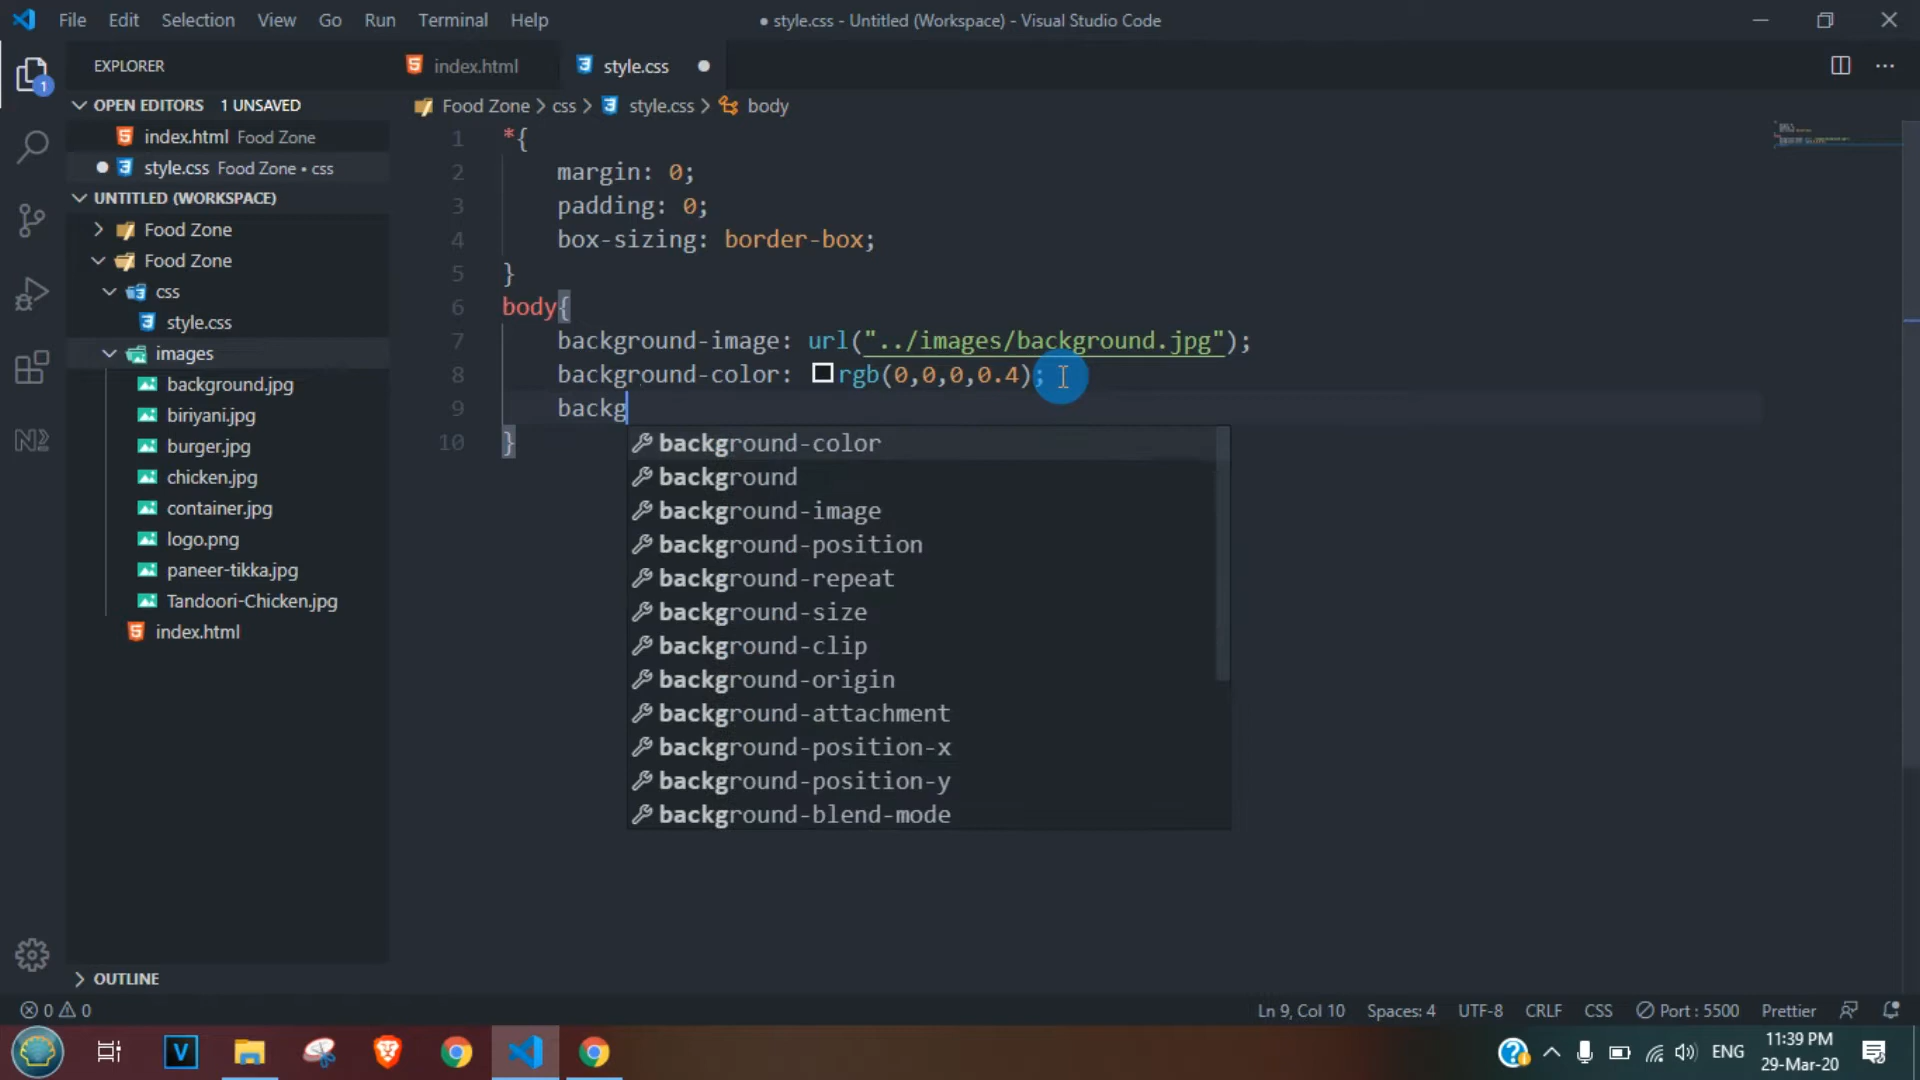 File Edit Selection View Go Run Terminal Help
● style.css - Untitled (Workspace) - Visual Studio Code
EXPLORER
1
OPEN EDITORS 1 UNSAVED
index.html Food Zone
style.css Food Zone • css
UNTITLED (WORKSPACE)
Food Zone
Food Zone
css
style.css
images
background.jpg
biriyani.jpg
burger.jpg
chicken.jpg
container.jpg
logo.png
paneer-tikka.jpg
Tandoori-Chicken.jpg
index.html
OUTLINE
index.html
style.css
Food Zone > css > style.css > body
1 *{
2 margin: 0;
3 padding: 0;
4 box-sizing: border-box;
5 }
6 body{
7 background-image: url("../images/background.jpg");
8 background-color: rgb(0,0,0,0.4);
9 backg
10 }
background-color
background
background-image
background-position
background-repeat
background-size
background-clip
background-origin
background-attachment
background-position-x
background-position-y
background-blend-mode
0 0
Ln 9, Col 10 Spaces: 4 UTF-8 CRLF CSS Port : 5500 Prettier
V
ENG
11:39 PM
29-Mar-20